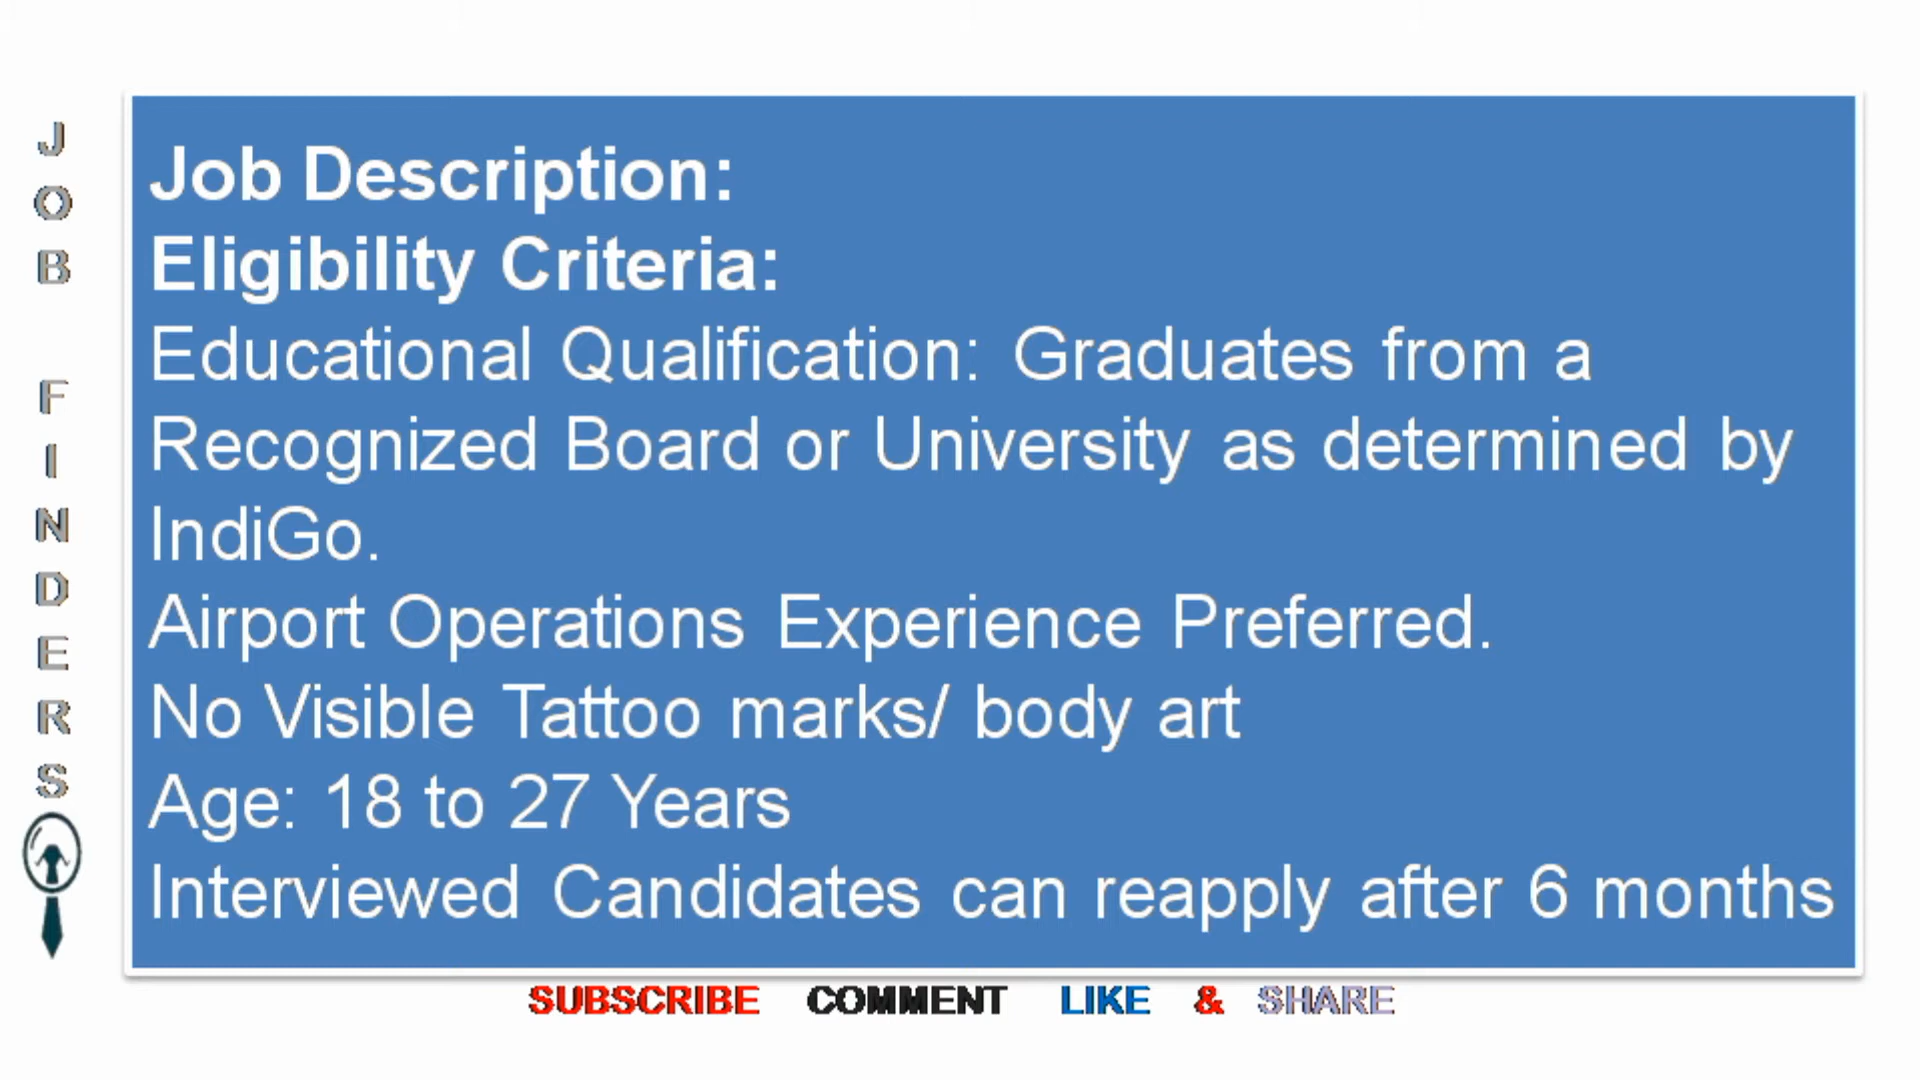 JOB FINDERS
Job Description:
Eligibility Criteria:
Educational Qualification: Graduates from a
Recognized Board or University as determined by
IndiGo.
Airport Operations Experience Preferred.
No Visible Tattoo marks/ body art
Age: 18 to 27 Years
Interviewed Candidates can reapply after 6 months
SUBSCRIBE COMMENT LIKE & SHARE